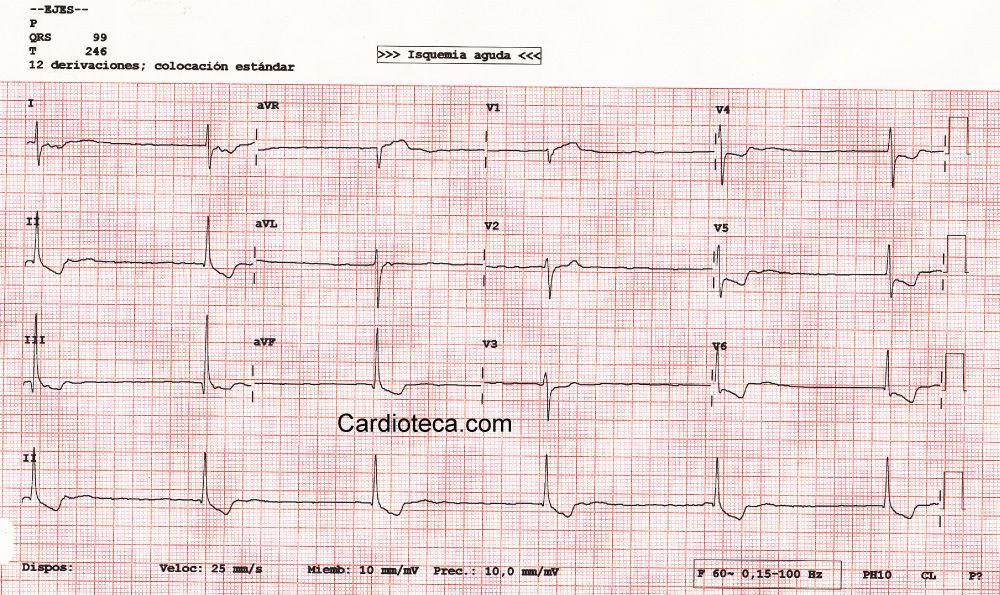 --EJES--
P
QRS 99
T 246
12 derivaciones; colocación estándar
>>> Isquemia aguda <<<
I aVR V1 V4
II aVL V2 V5
III aVF V3 V6
Cardioteca.com
II
Dispos: Veloc: 25 mm/s Miemb: 10 mm/mV Prec.: 10,0 mm/mV F 60~ 0,15-100 Hz PH10 CL P?